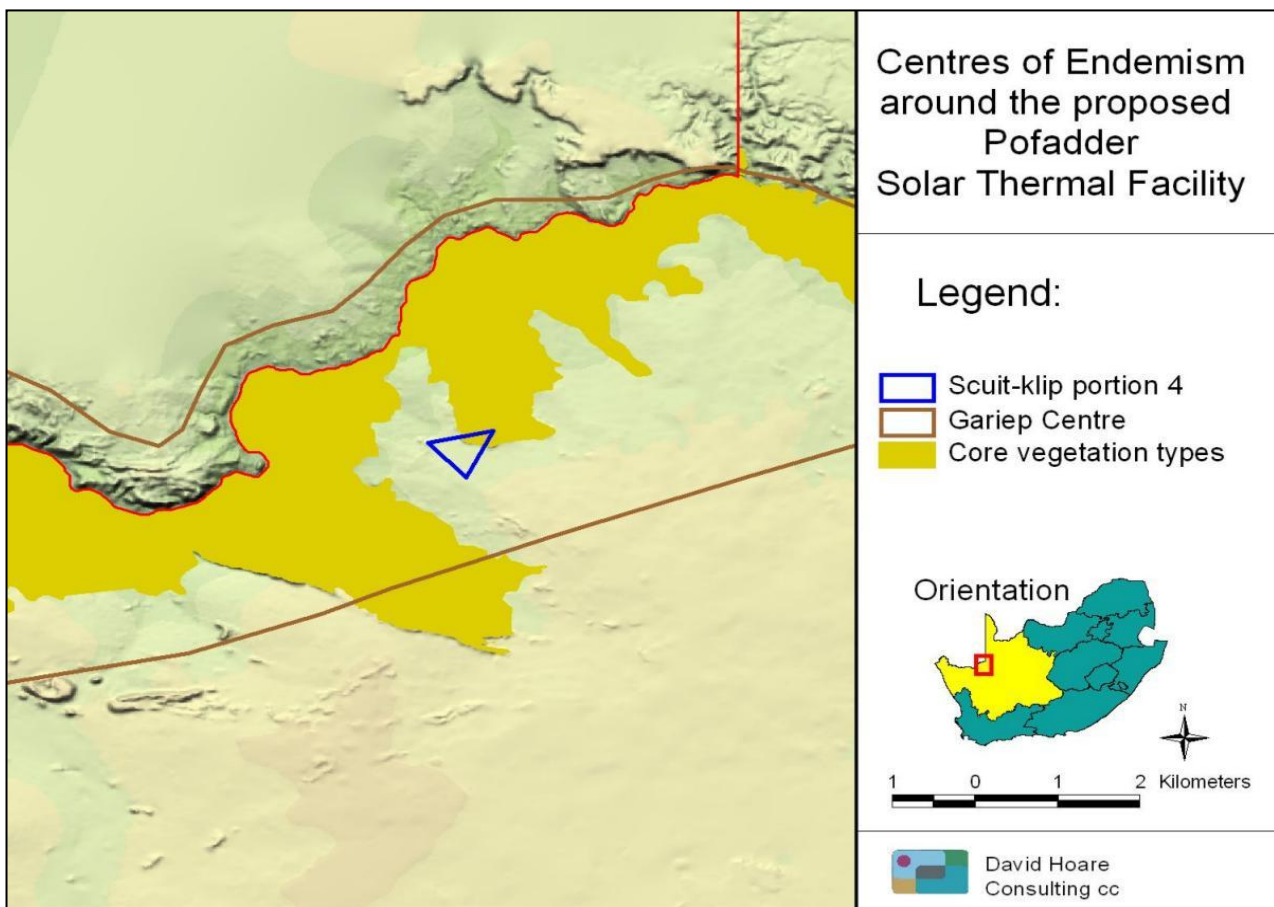 Centres of Endemism
around the proposed
Pofadder
Solar Thermal Facility
Legend:
Scuit-klip portion 4
Gariep Centre
Core vegetation types
Orientation
N
1 0 1 2 Kilometers
David Hoare
Consulting cc